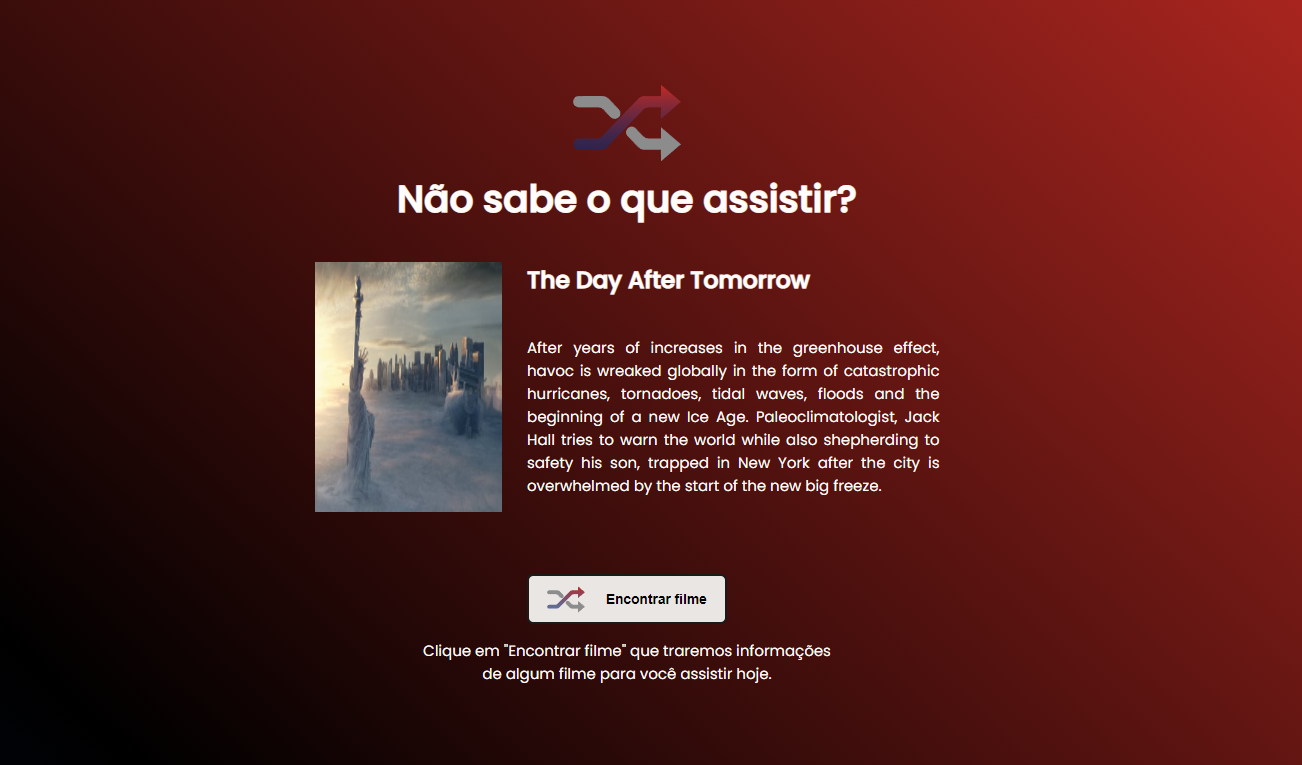 Não sabe o que assistir?
The Day After Tomorrow
After years of increases in the greenhouse effect,
havoc is wreaked globally in the form of catastrophic
hurricanes, tornadoes, tidal waves, floods and the
beginning of a new Ice Age. Paleoclimatologist, Jack
Hall tries to warn the world while also shepherding to
safety his son, trapped in New York after the city is
overwhelmed by the start of the new big freeze.
Encontrar filme
Clique em "Encontrar filme" que traremos informações
de algum filme para você assistir hoje.